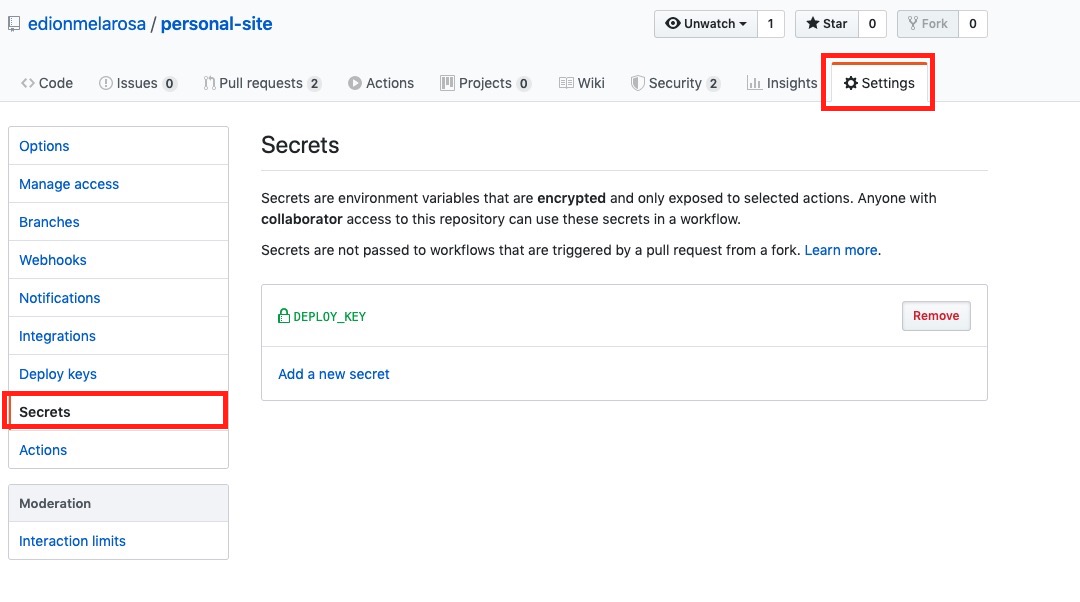 edionmelarosa / personal-site
Unwatch 1 Star 0 Fork 0
Code Issues 0 Pull requests 2 Actions Projects 0 Wiki Security 2 Insights Settings
Options
Manage access
Branches
Webhooks
Notifications
Integrations
Deploy keys
Secrets
Actions
Moderation
Interaction limits
Secrets
Secrets are environment variables that are encrypted and only exposed to selected actions. Anyone with
collaborator access to this repository can use these secrets in a workflow.
Secrets are not passed to workflows that are triggered by a pull request from a fork. Learn more.
DEPLOY_KEY Remove
Add a new secret